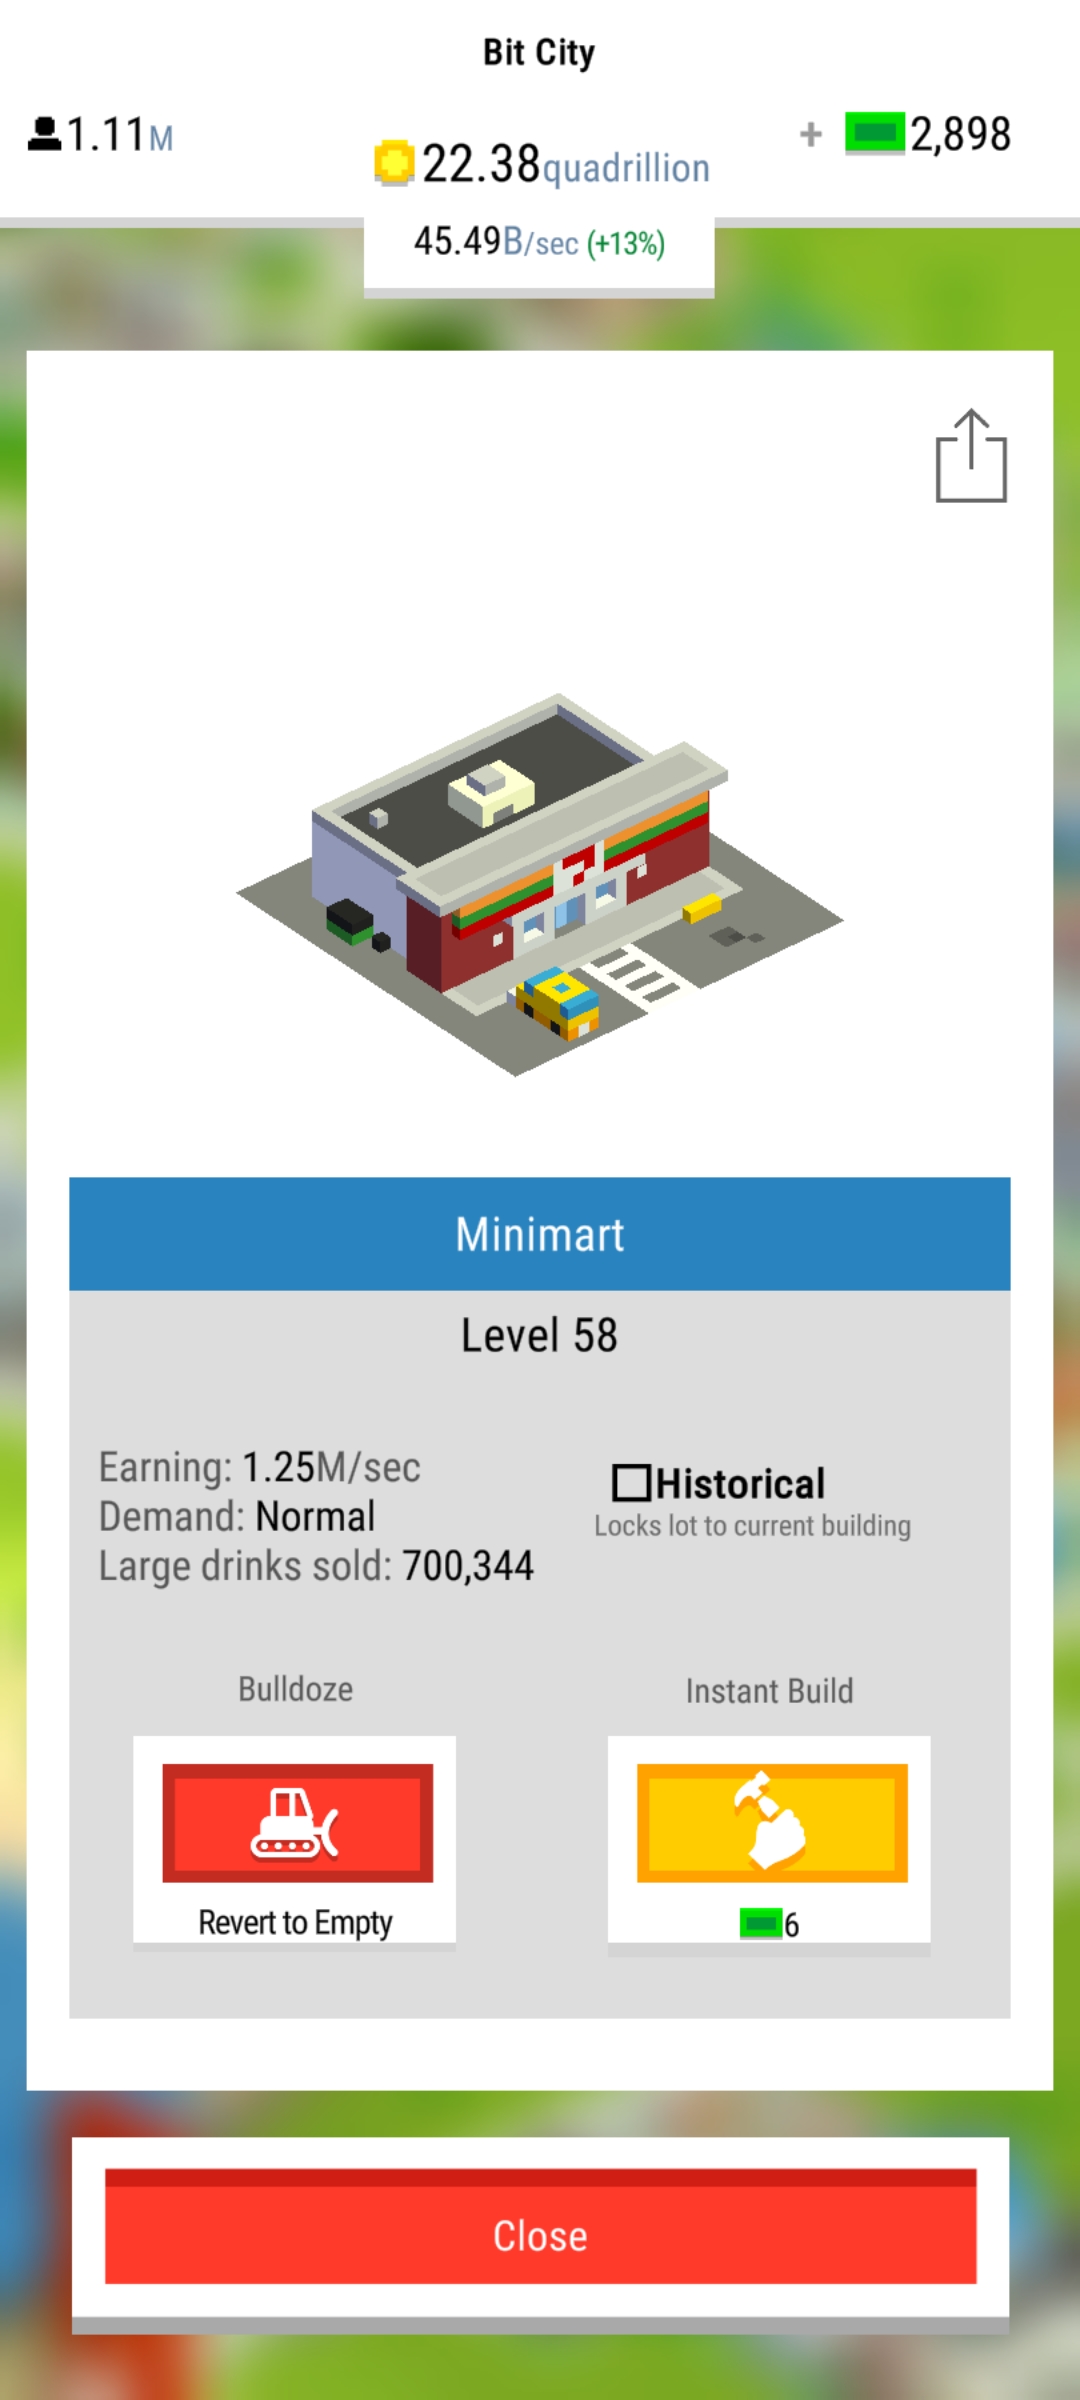 Bit City
1.11M
22.38quadrillion
+ 2,898
45.49B/sec (+13%)
7
Minimart
Level 58
Earning: 1.25M/sec
Demand: Normal
Large drinks sold: 700,344
Historical
Locks lot to current building
Bulldoze
Instant Build
Revert to Empty
6
Close